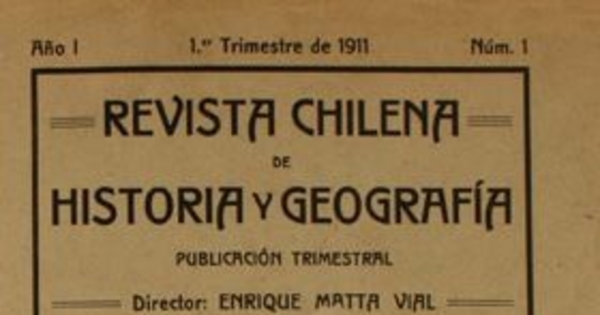 Año I 1.er Trimestre de 1911 Núm. 1
REVISTA CHILENA
DE
HISTORIA Y GEOGRAFÍA
PUBLICACIÓN TRIMESTRAL
Director: ENRIQUE MATTA VIAL